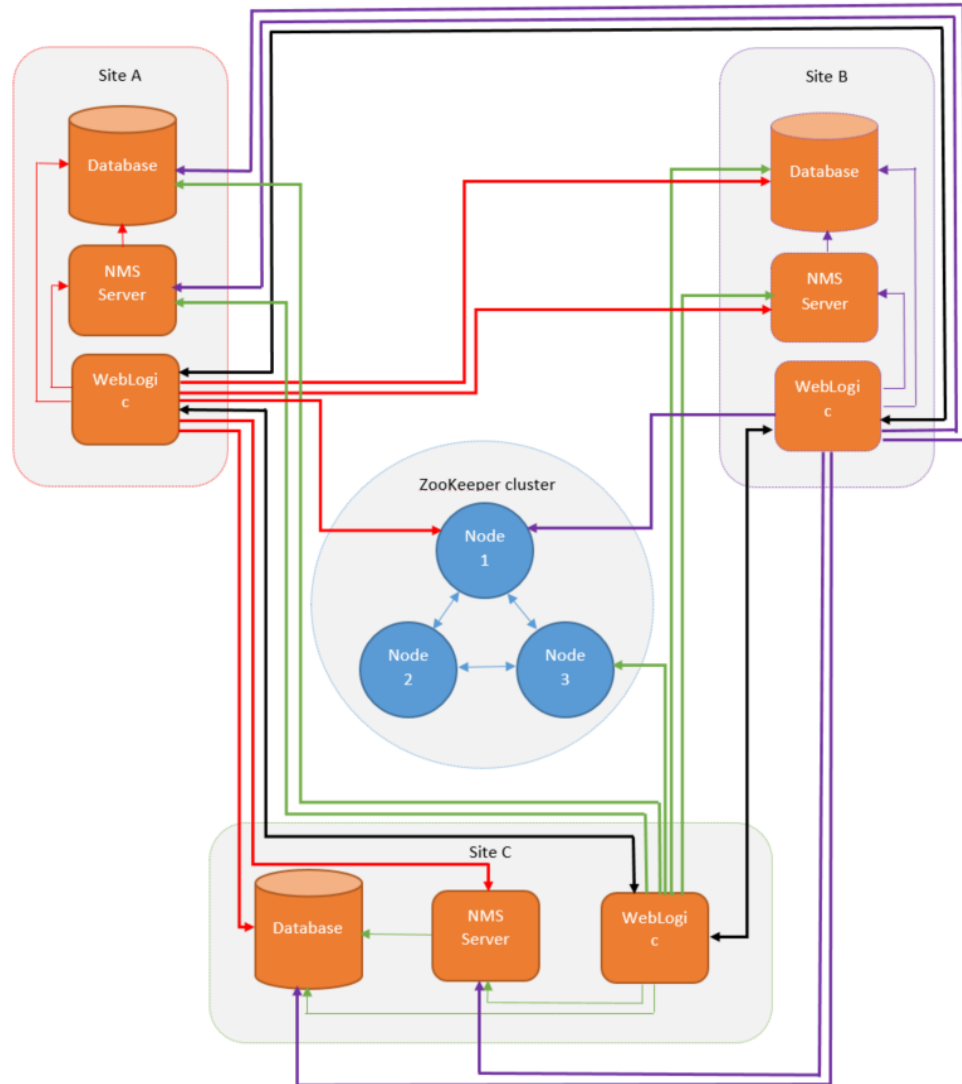 Site A
Database
NMS
Server
WebLogi
c
Site B
Database
NMS
Server
WebLogi
c
ZooKeeper cluster
Node
1
Node
2
Node
3
Site C
Database
NMS
Server
WebLogi
c